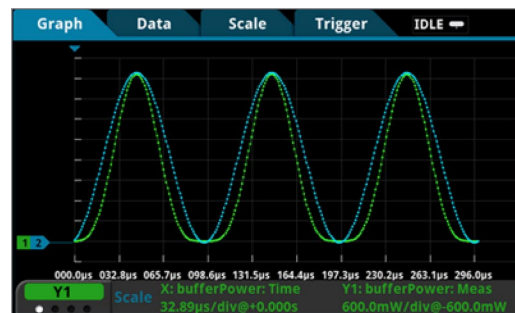 Graph Data Scale Trigger IDLE
1 2
000.0µs 032.8µs 065.7µs 098.6µs 131.5µs 164.4µs 197.3µs 230.2µs 263.1µs 296.0µs
Y1 Scale X: bufferPower: Time Y1: bufferPower: Meas
32.89µs/div@+0.000s 600.0mW/div@-600.0mW